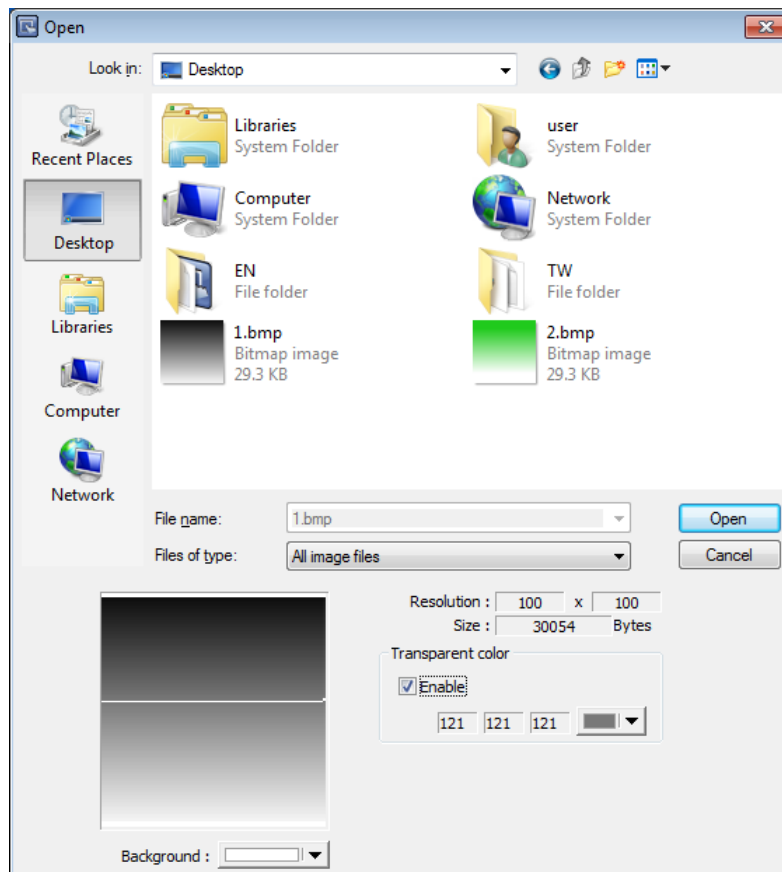 Open
Look in:
Desktop
Recent Places
Desktop
Libraries
Computer
Network
Libraries
System Folder
user
System Folder
Computer
System Folder
Network
System Folder
EN
File folder
TW
File folder
1.bmp
Bitmap image
29.3 KB
2.bmp
Bitmap image
29.3 KB
File name:
1.bmp
Open
Files of type:
All image files
Cancel
Resolution : 100 x 100
Size : 30054 Bytes
Transparent color
Enable
121 121 121
Background :